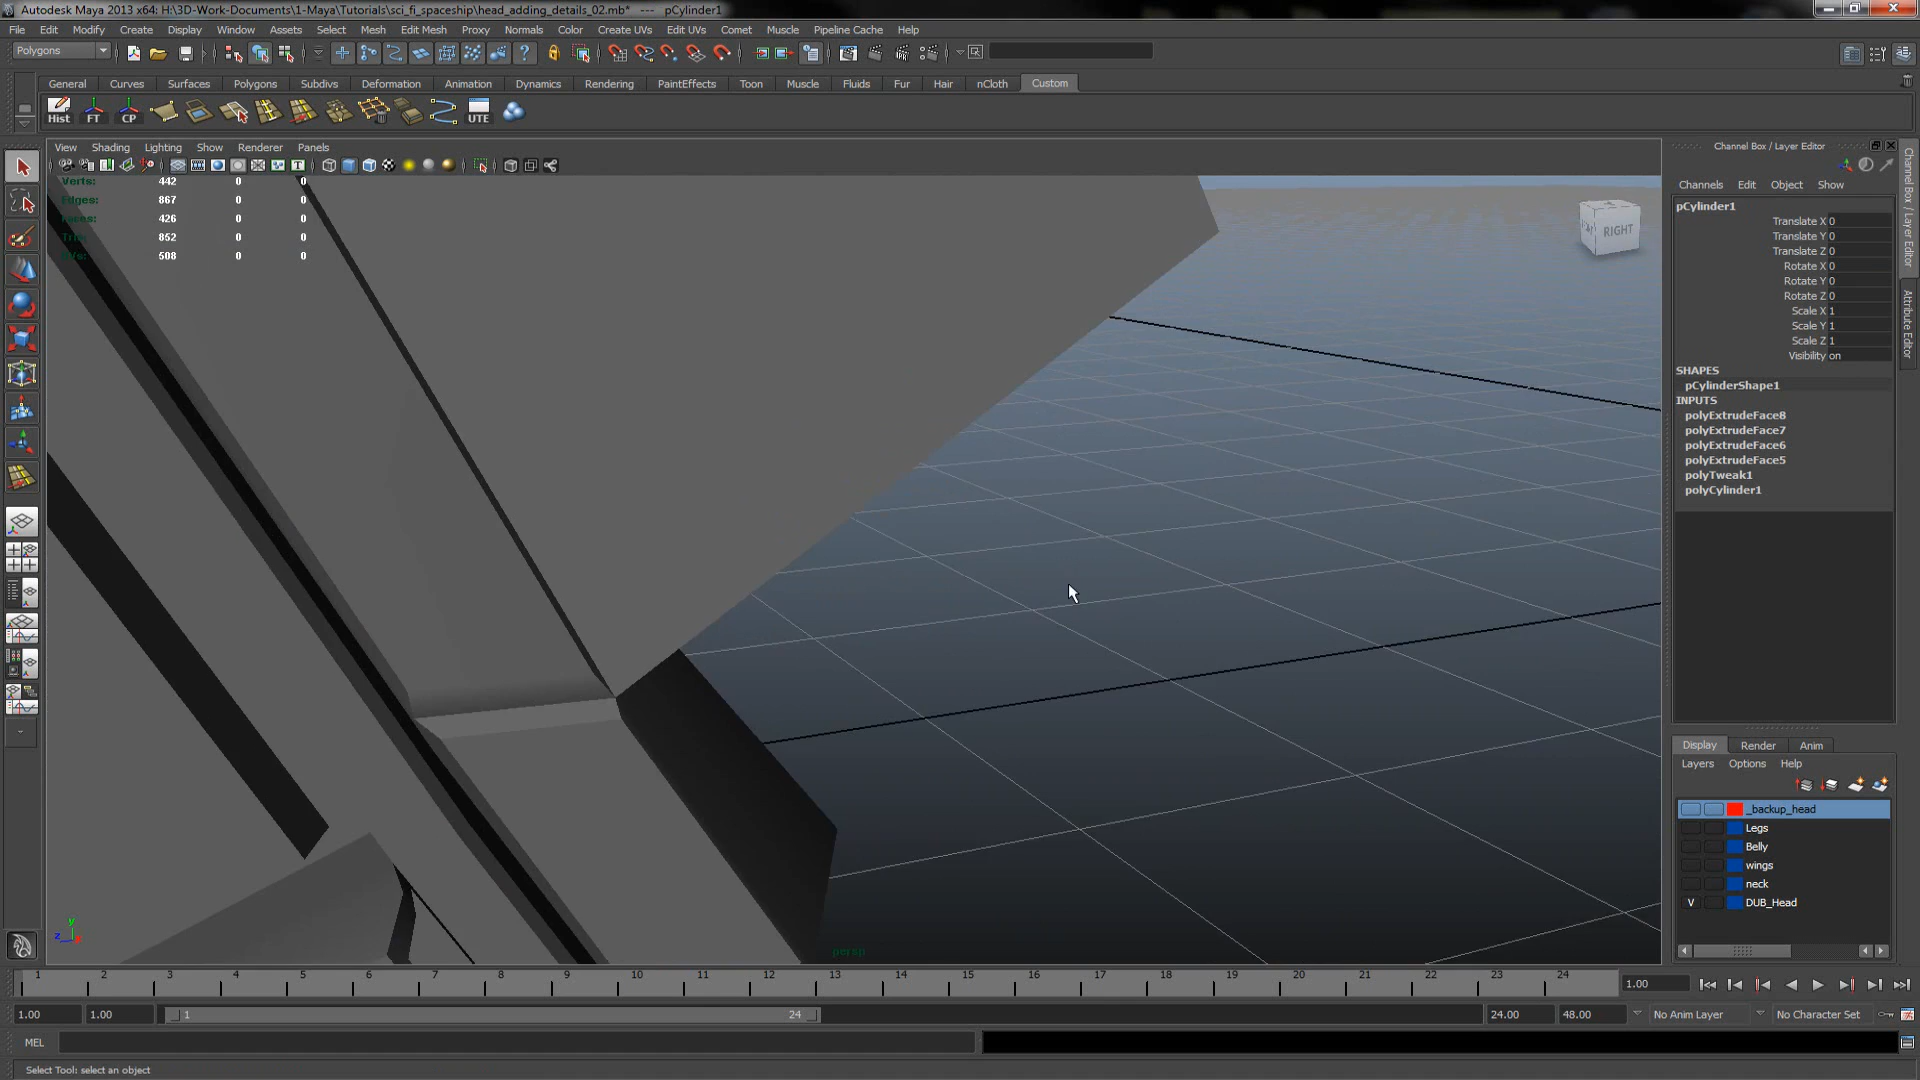 Autodesk Maya 2013 x64: H:\3D-Work-Documents\1-Maya\Tutorials\sci_fi_spaceship\head_adding_details_02.mb*   ---   pCylinder1
File Edit Modify Create Display Window Assets Select Mesh Edit Mesh Proxy Normals Color Create UVs Edit UVs Comet Muscle Pipeline Cache Help
Polygons
General Curves Surfaces Polygons Subdivs Deformation Animation Dynamics Rendering PaintEffects Toon Muscle Fluids Fur Hair nCloth Custom
Hist FT CP UTE
View Shading Lighting Show Renderer Panels
Verts: 442 0 0
Edges: 867 0 0
Faces: 426 0 0
Tris: 852 0 0
UVs: 508 0 0
RIGHT
persp
y
z x
Channel Box / Layer Editor
Channels Edit Object Show
pCylinder1
Translate X 0
Translate Y 0
Translate Z 0
Rotate X 0
Rotate Y 0
Rotate Z 0
Scale X 1
Scale Y 1
Scale Z 1
Visibility on
SHAPES
pCylinderShape1
INPUTS
polyExtrudeFace8
polyExtrudeFace7
polyExtrudeFace6
polyExtrudeFace5
polyTweak1
polyCylinder1
Channel Box / Layer Editor
Attribute Editor
Display Render Anim
Layers Options Help
_backup_head
Legs
Belly
wings
neck
V DUB_Head
1 2 3 4 5 6 7 8 9 10 11 12 13 14 15 16 17 18 19 20 21 22 23 24 1.00
1.00 1.00 1 24 24.00 48.00 No Anim Layer No Character Set
MEL
Select Tool: select an object